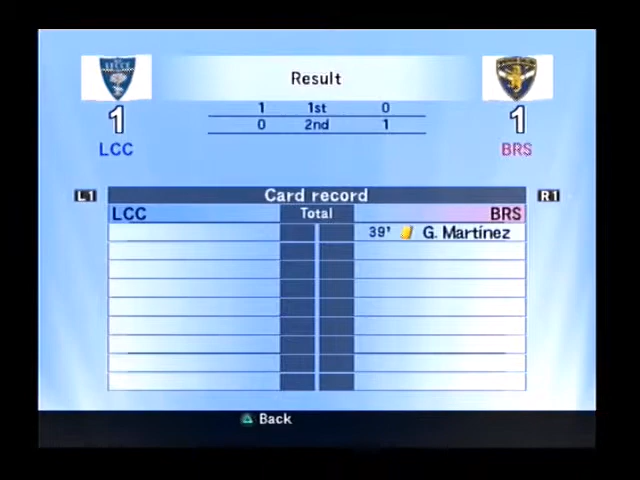 Result
1 1st 0
1 0 2nd 1 1
LCC BRS
L1 Card record R1
LCC Total BRS
39' G. Martínez
Back